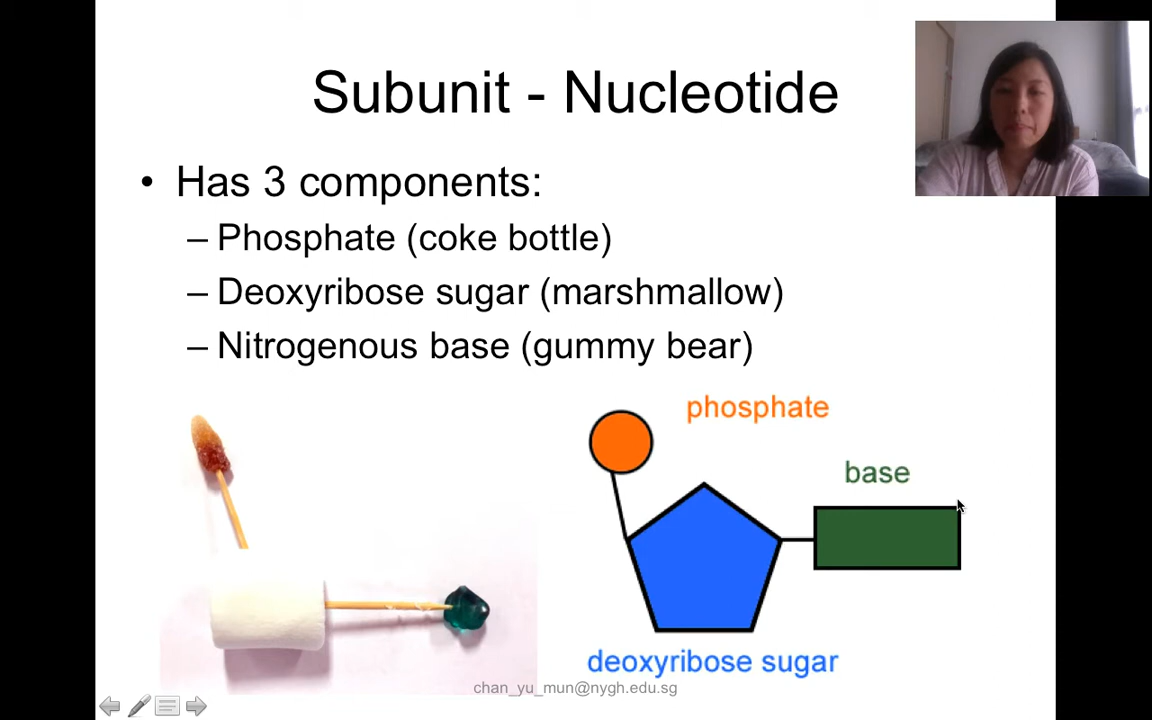 Subunit - Nucleotide
• Has 3 components:
– Phosphate (coke bottle)
– Deoxyribose sugar (marshmallow)
– Nitrogenous base (gummy bear)
phosphate
base
deoxyribose sugar
chan_yu_mun@nygh.edu.sg